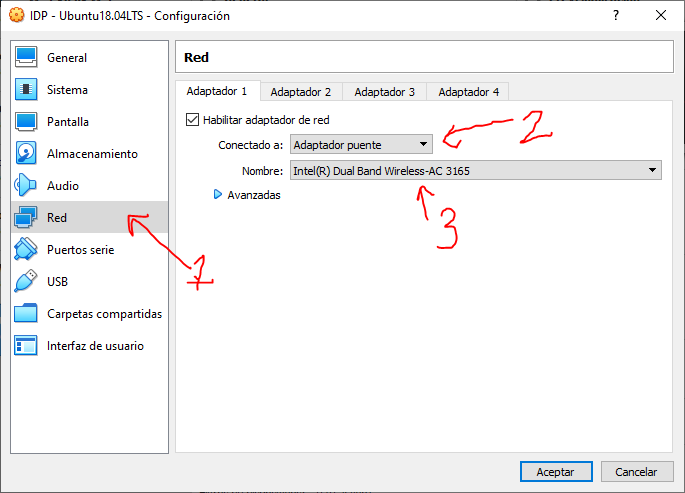 IDP - Ubuntu18.04LTS - Configuración
General
Sistema
Pantalla
Almacenamiento
Audio
Red
Puertos serie
USB
Carpetas compartidas
Interfaz de usuario
Red
Adaptador 1 Adaptador 2 Adaptador 3 Adaptador 4
Habilitar adaptador de red
Conectado a: Adaptador puente
2
Nombre: Intel(R) Dual Band Wireless-AC 3165
Avanzadas
3
1
Aceptar Cancelar